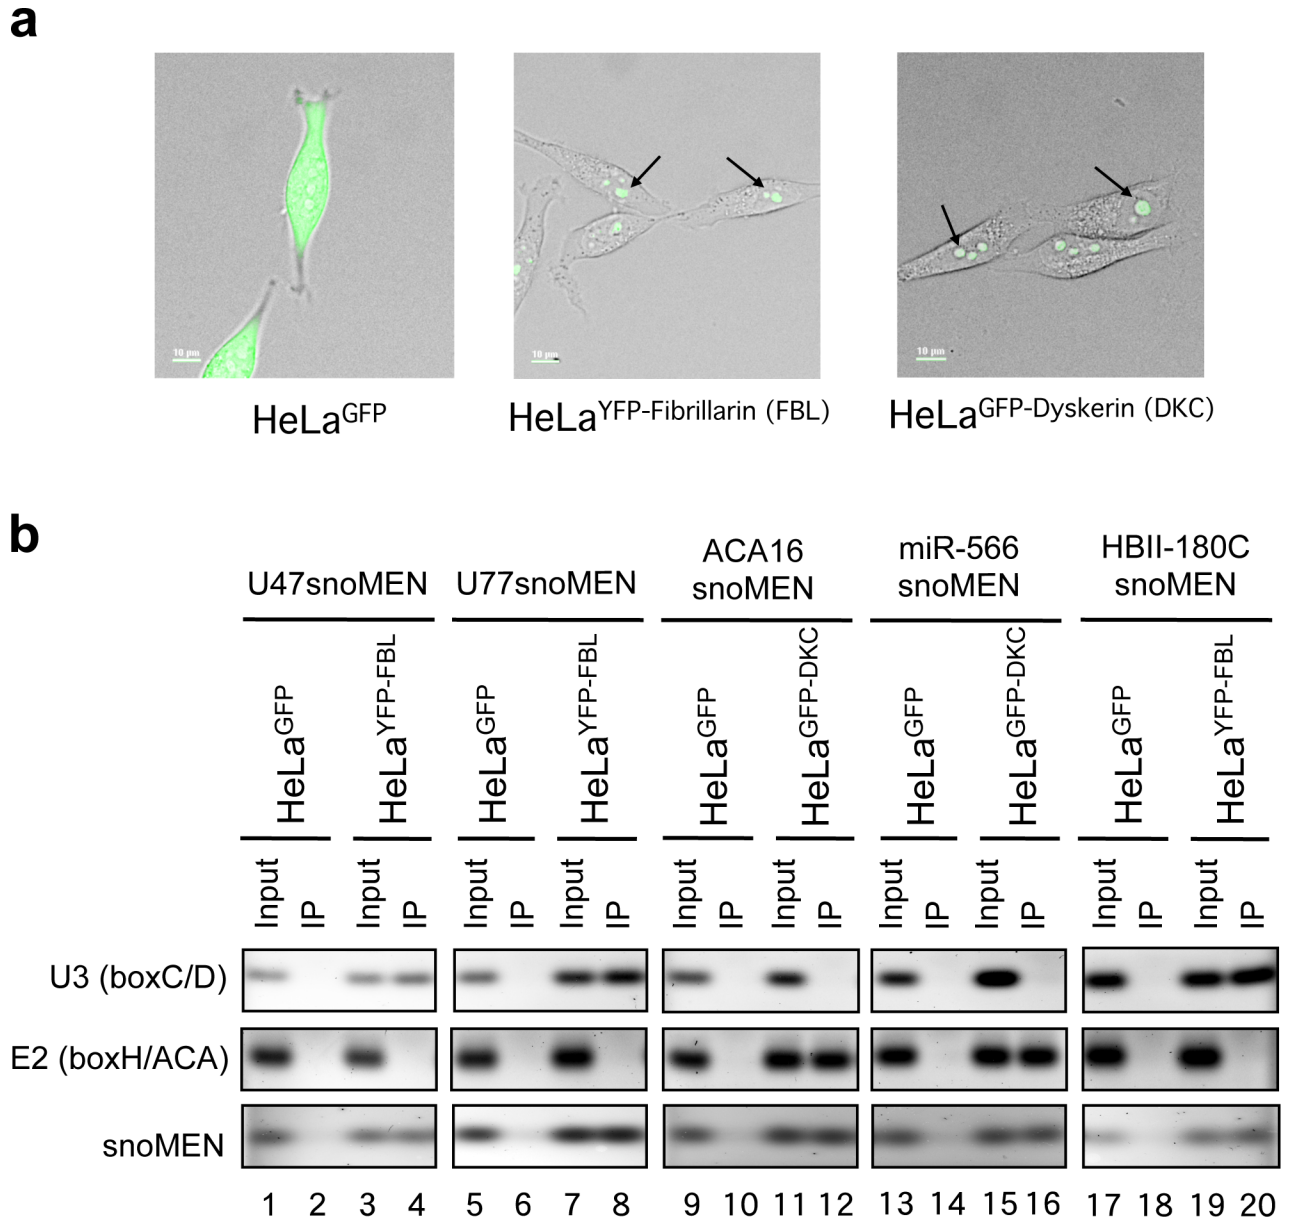 a
10 µm
10 µm
10 µm
HeLaGFP
HeLaYFP-Fibrillarin (FBL)
HeLaGFP-Dyskerin (DKC)
b
U47snoMEN
U77snoMEN
ACA16
snoMEN
miR-566
snoMEN
HBII-180C
snoMEN
HeLaGFP
HeLaYFP-FBL
HeLaGFP
HeLaYFP-FBL
HeLaGFP
HeLaGFP-DKC
HeLaGFP
HeLaGFP-DKC
HeLaGFP
HeLaYFP-FBL
Input IP Input IP Input IP Input IP Input IP Input IP Input IP Input IP Input IP Input IP
U3 (boxC/D)
E2 (boxH/ACA)
snoMEN
1 2 3 4 5 6 7 8 9 10 11 12 13 14 15 16 17 18 19 20